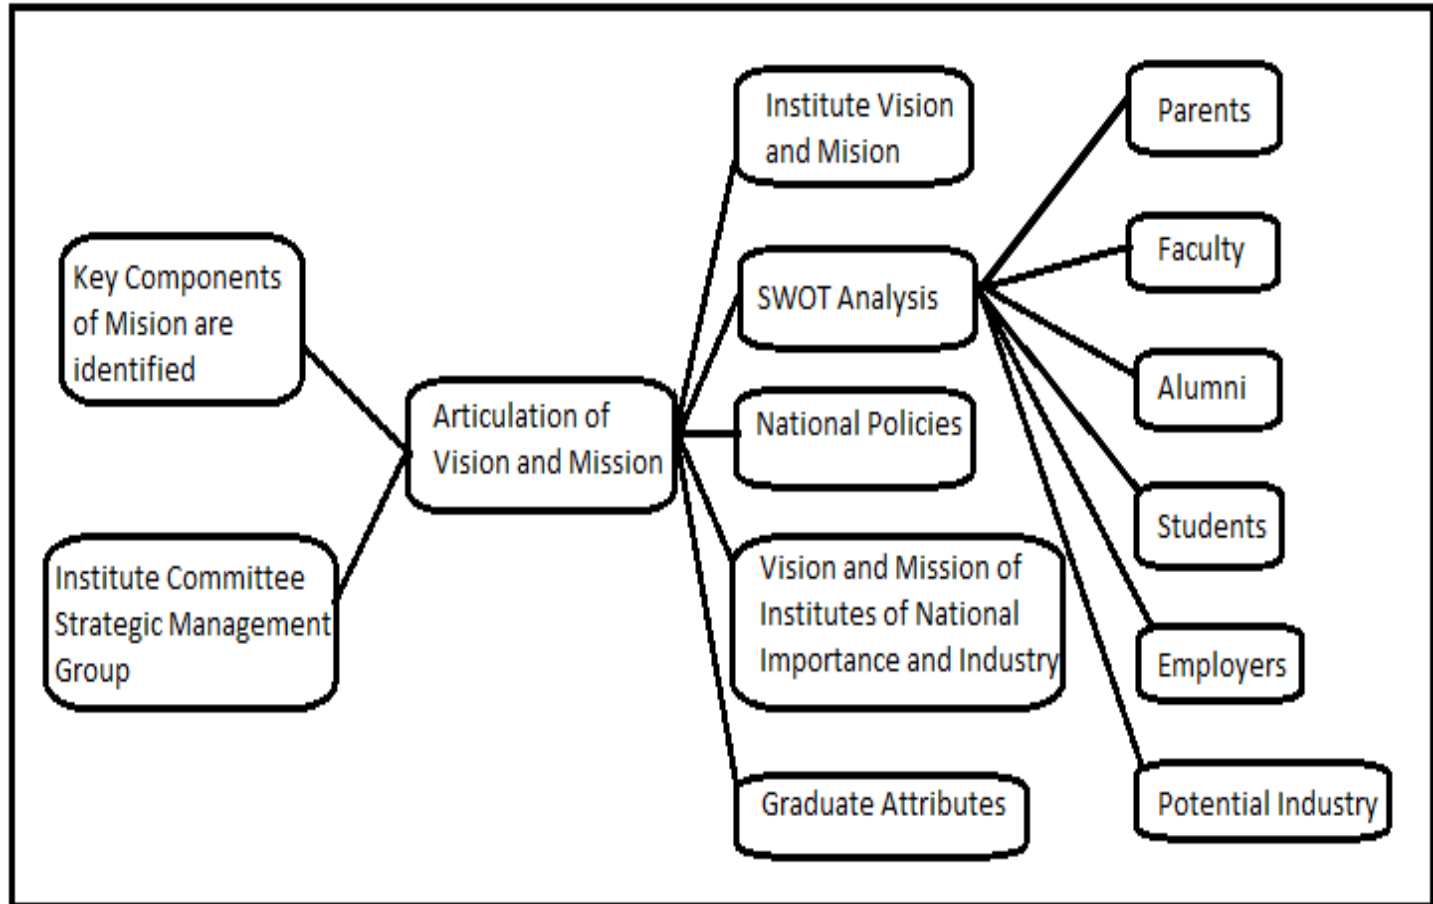 Key Components
of Mision are
identified
Institute Committee
Strategic Management
Group
Articulation of
Vision and Mission
Institute Vision
and Mision
SWOT Analysis
National Policies
Vision and Mission of
Institutes of National
Importance and Industry
Graduate Attributes
Parents
Faculty
Alumni
Students
Employers
Potential Industry